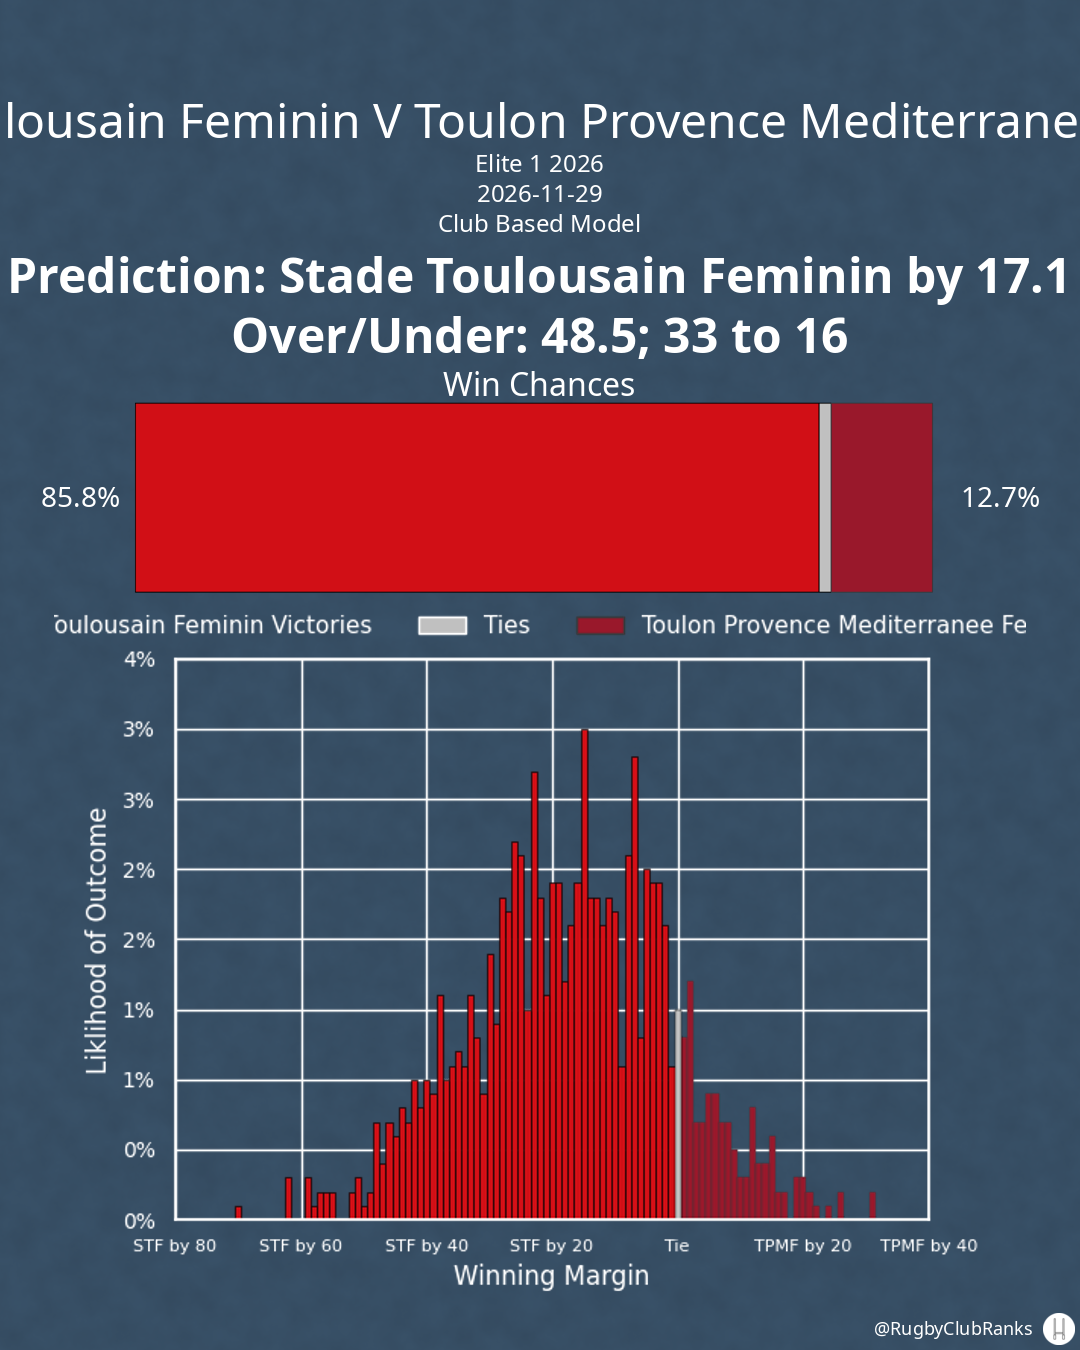 lousain Feminin V Toulon Provence Mediterrane
Elite 1 2026
2026-11-29
Club Based Model
Prediction: Stade Toulousain Feminin by 17.1
Over/Under: 48.5; 33 to 16
Win Chances
85.8%
12.7%
Toulousain Feminin Victories
Ties
Toulon Provence Mediterranee Fe
4%
3%
3%
2%
2%
1%
1%
0%
0%
Liklihood of Outcome
STF by 80
STF by 60
STF by 40
STF by 20
Tie
TPMF by 20
TPMF by 40
Winning Margin
@RugbyClubRanks